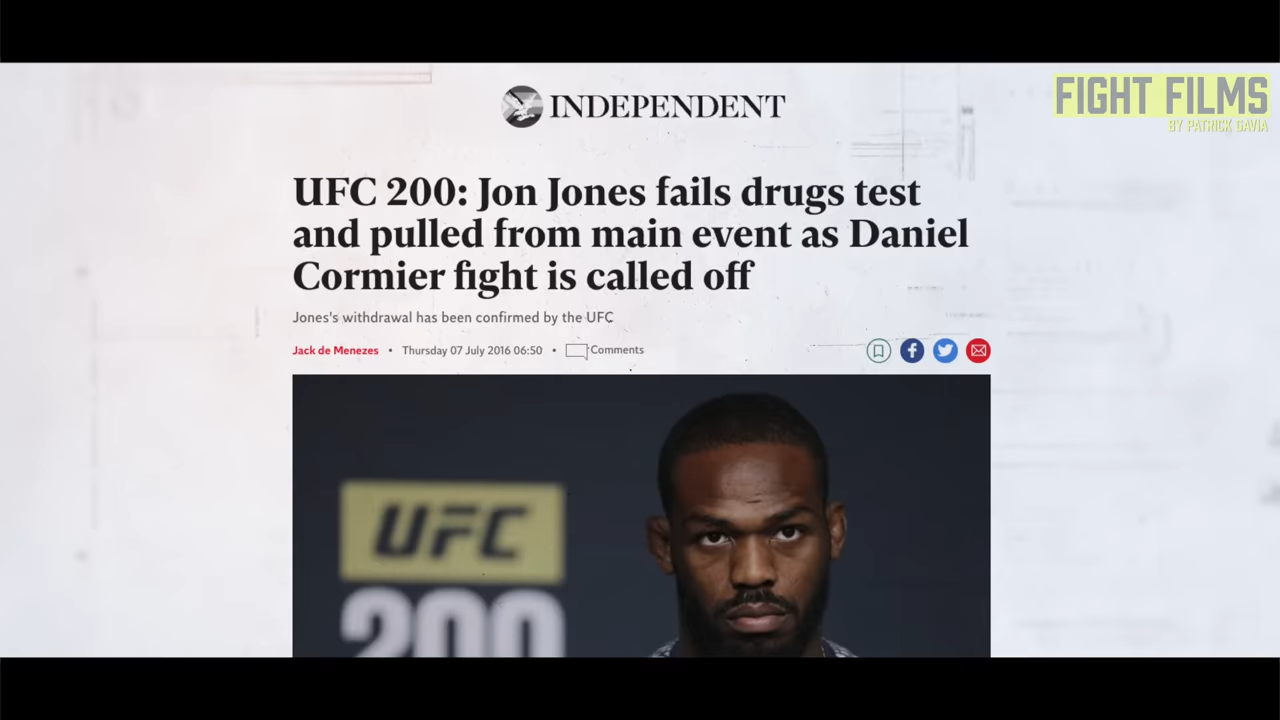 INDEPENDENT
FIGHT FILMS
BY PATRICK GAVIA
UFC 200: Jon Jones fails drugs test
and pulled from main event as Daniel
Cormier fight is called off
Jones's withdrawal has been confirmed by the UFC
Jack de Menezes • Thursday 07 July 2016 06:50 • Comments
UFC
200